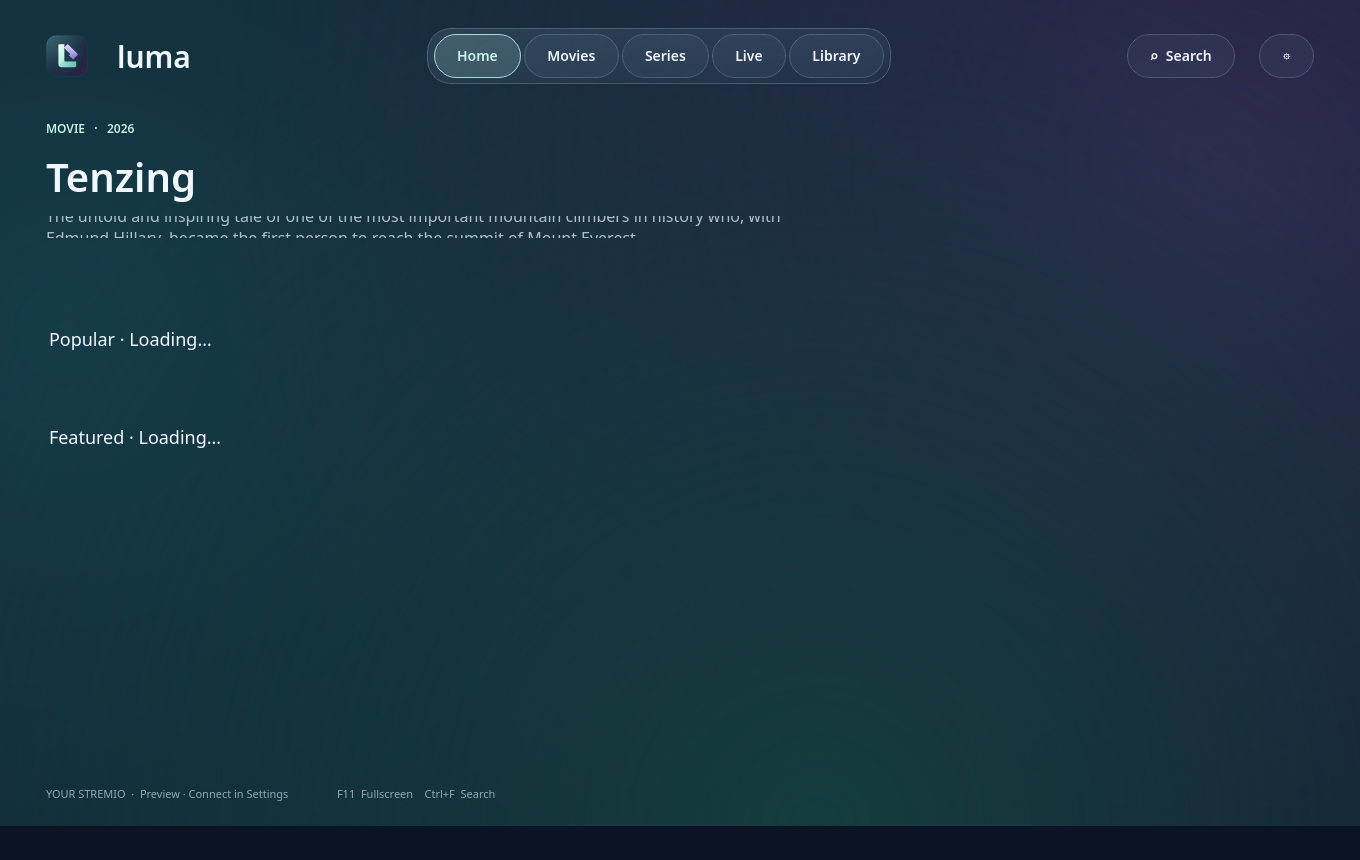 luma
Home
Movies
Series
Live
Library
Search
MOVIE · 2026
Tenzing
The untold and inspiring tale of one of the most important mountain climbers in history who, with
Edmund Hillary, became the first person to reach the summit of Mount Everest.
Popular · Loading...
Featured · Loading...
YOUR STREMIO · Preview · Connect in Settings
F11 Fullscreen Ctrl+F Search